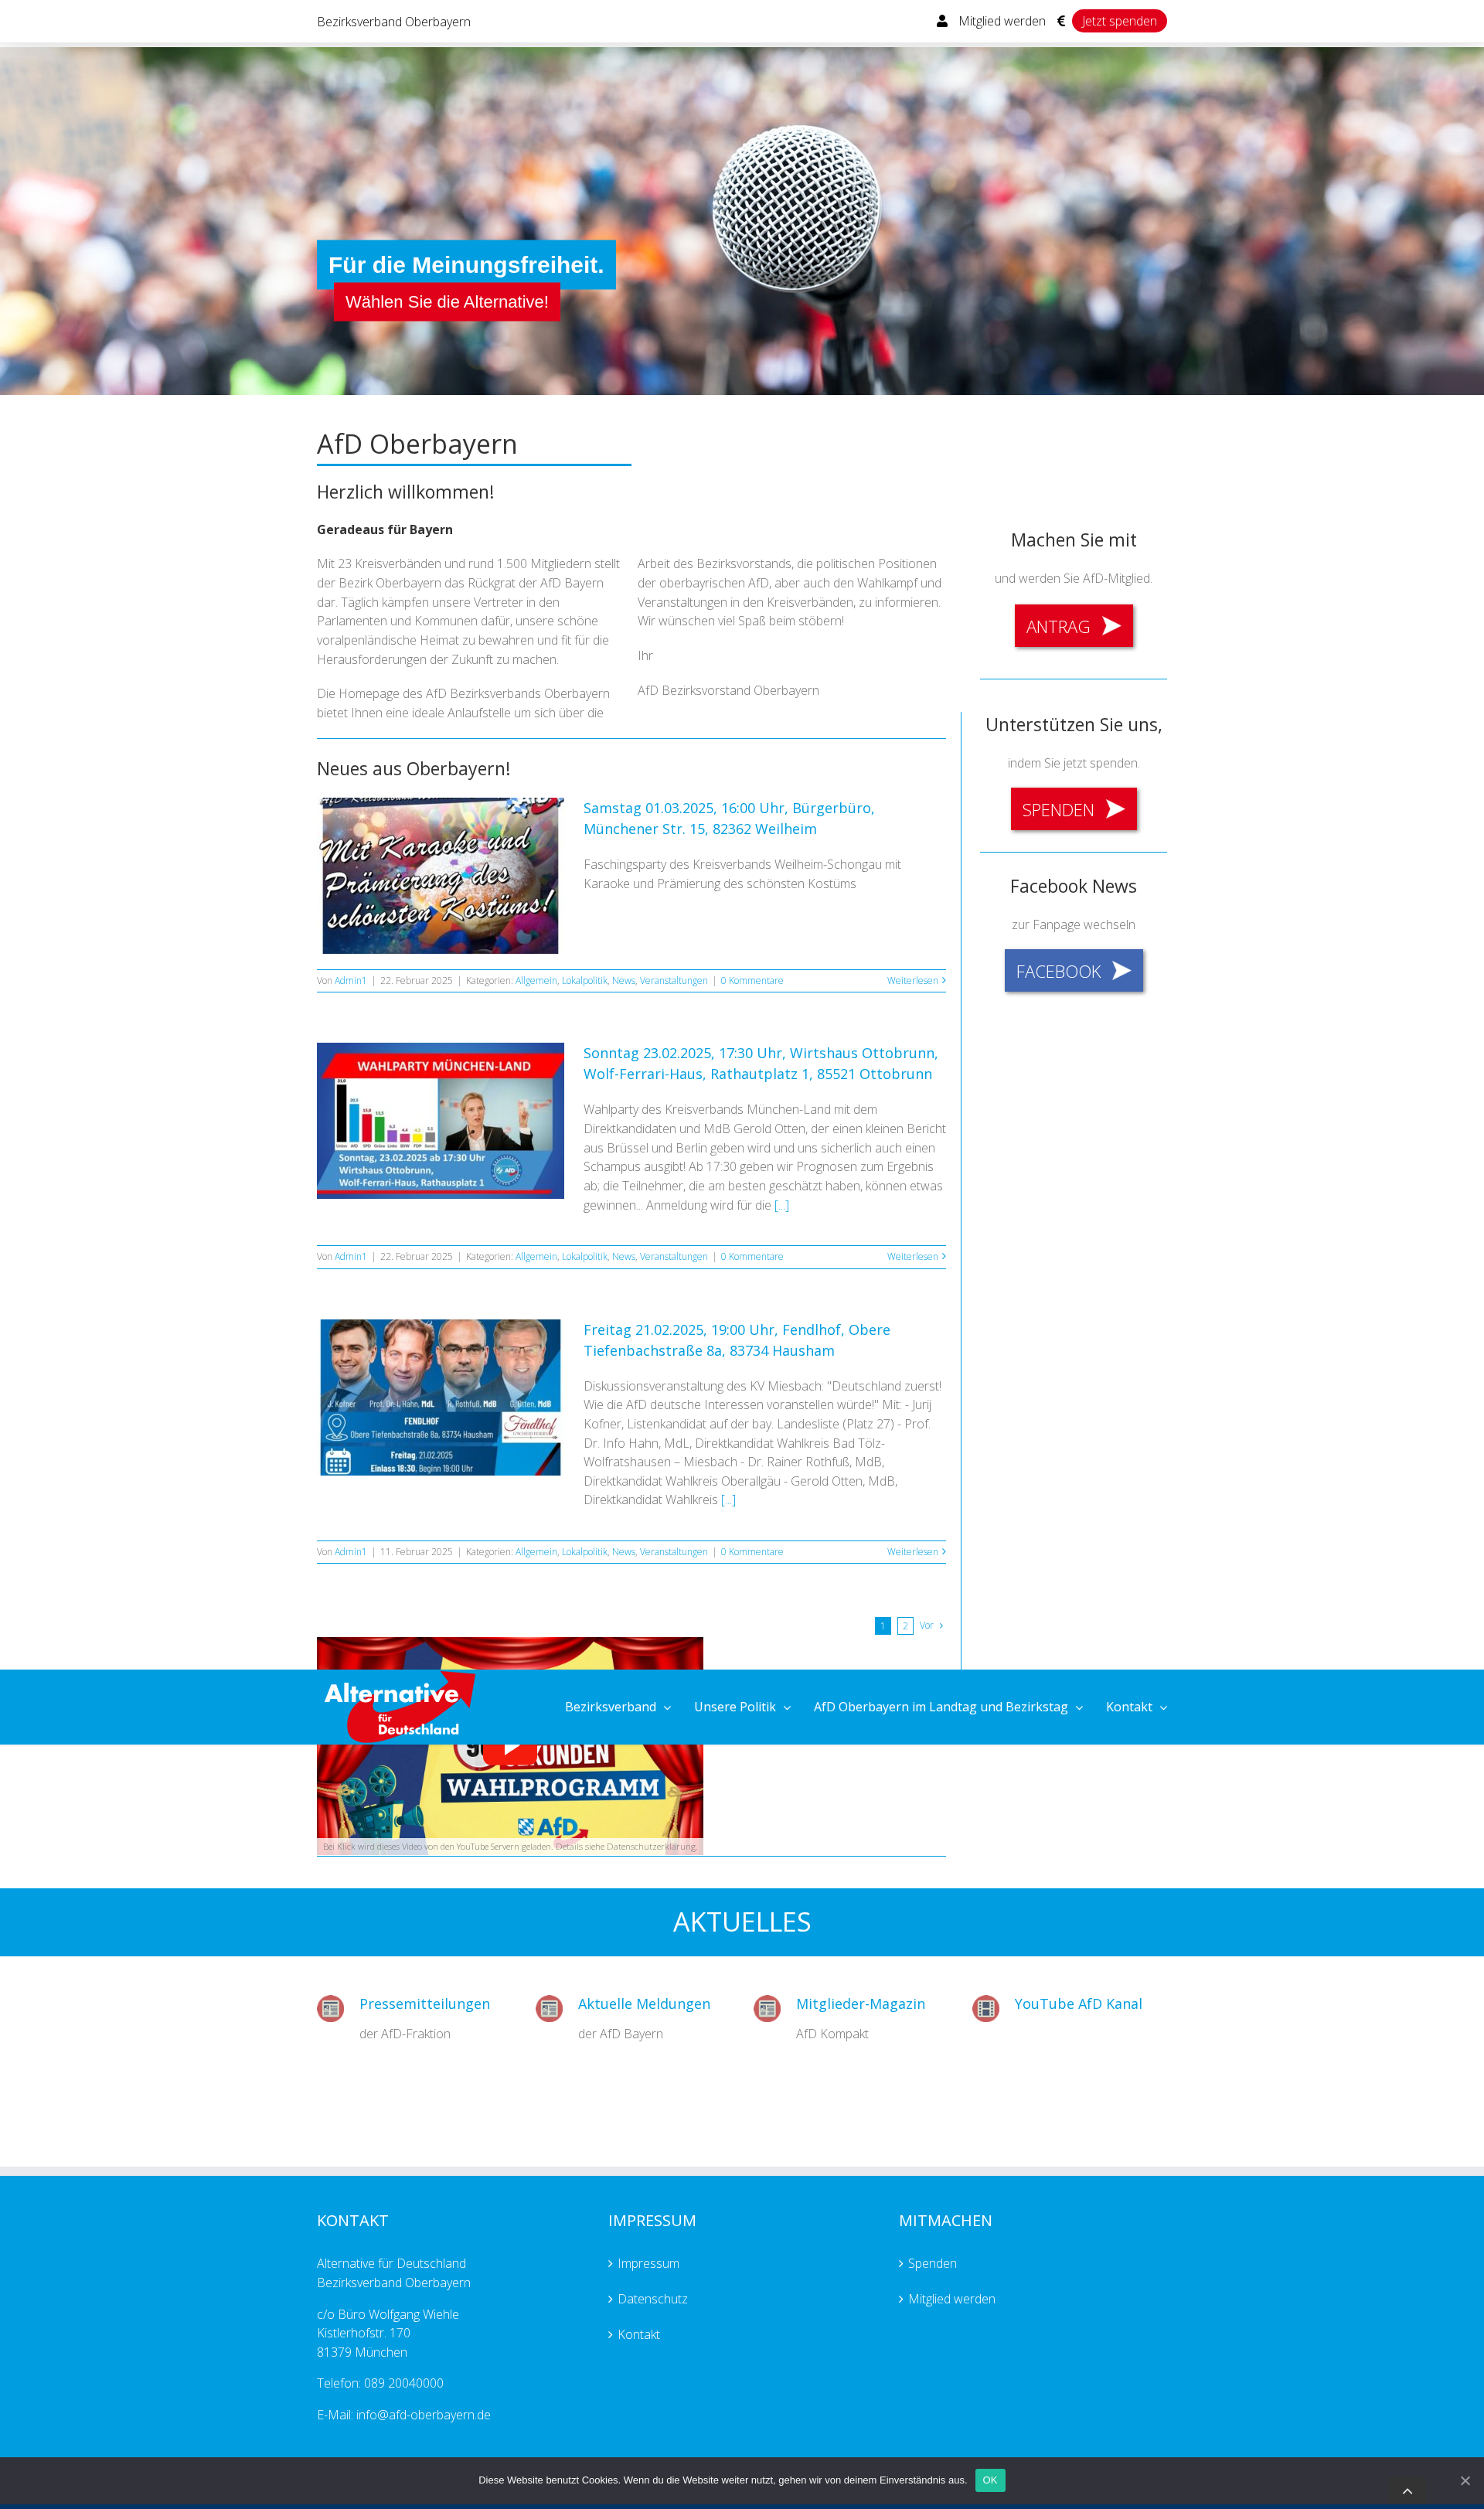 Bezirksverband Oberbayern
Mitglied werden
€ Jetzt spenden
Für die Meinungsfreiheit.
Wählen Sie die Alternative!
AfD Oberbayern
Herzlich willkommen!
Geradeaus für Bayern
Mit 23 Kreisverbänden und rund 1.500 Mitgliedern stellt
der Bezirk Oberbayern das Rückgrat der AfD Bayern
dar. Täglich kämpfen unsere Vertreter in den
Parlamenten und Kommunen dafür, unsere schöne
voralpenländische Heimat zu bewahren und fit für die
Herausforderungen der Zukunft zu machen.
Die Homepage des AfD Bezirksverbands Oberbayern
bietet Ihnen eine ideale Anlaufstelle um sich über die
Arbeit des Bezirksvorstands, die politischen Positionen
der oberbayrischen AfD, aber auch den Wahlkampf und
Veranstaltungen in den Kreisverbänden, zu informieren.
Wir wünschen viel Spaß beim stöbern!
Ihr
AfD Bezirksvorstand Oberbayern
Machen Sie mit
und werden Sie AfD-Mitglied.
ANTRAG
Unterstützen Sie uns,
indem Sie jetzt spenden.
SPENDEN
Facebook News
zur Fanpage wechseln
FACEBOOK
Neues aus Oberbayern!
Mit Karaoke und
Prämierung des
schönsten Kostüms!
Samstag 01.03.2025, 16:00 Uhr, Bürgerbüro,
Münchener Str. 15, 82362 Weilheim
Faschingsparty des Kreisverbands Weilheim-Schongau mit
Karaoke und Prämierung des schönsten Kostüms
Von Admin1 | 22. Februar 2025 | Kategorien: Allgemein, Lokalpolitik, News, Veranstaltungen | 0 Kommentare
Weiterlesen
WAHLPARTY MÜNCHEN-LAND
Sonntag, 23.02.2025 ab 17:30 Uhr
Wirtshaus Ottobrunn,
Wolf-Ferrari-Haus, Rathausplatz 1
Sonntag 23.02.2025, 17:30 Uhr, Wirtshaus Ottobrunn,
Wolf-Ferrari-Haus, Rathautplatz 1, 85521 Ottobrunn
Wahlparty des Kreisverbands München-Land mit dem
Direktkandidaten und MdB Gerold Otten, der einen kleinen Bericht
aus Brüssel und Berlin geben wird und uns sicherlich auch einen
Schampus ausgibt! Ab 17:30 geben wir Prognosen zum Ergebnis
ab; die Teilnehmer, die am besten geschätzt haben, können etwas
gewinnen... Anmeldung wird für die [...]
Von Admin1 | 22. Februar 2025 | Kategorien: Allgemein, Lokalpolitik, News, Veranstaltungen | 0 Kommentare
Weiterlesen
J. Kofner Prof. Dr. I. Hahn, MdL R. Rothfuß, MdB G. Otten, MdB
FENDLHOF
Obere Tiefenbachstraße 8a, 83734 Hausham
Fendlhof
Freitag, 21.02.2025
Einlass 18:30. Beginn 19:00 Uhr
Freitag 21.02.2025, 19:00 Uhr, Fendlhof, Obere
Tiefenbachstraße 8a, 83734 Hausham
Diskussionsveranstaltung des KV Miesbach: "Deutschland zuerst!
Wie die AfD deutsche Interessen voranstellen würde!" Mit: - Jurij
Kofner, Listenkandidat auf der bay. Landesliste (Platz 27) - Prof.
Dr. Info Hahn, MdL, Direktkandidat Wahlkreis Bad Tölz-
Wolfratshausen – Miesbach - Dr. Rainer Rothfuß, MdB,
Direktkandidat Wahlkreis Oberallgäu - Gerold Otten, MdB,
Direktkandidat Wahlkreis [...]
Von Admin1 | 11. Februar 2025 | Kategorien: Allgemein, Lokalpolitik, News, Veranstaltungen | 0 Kommentare
Weiterlesen
1 2 Vor
Alternative
für
Deutschland
Bezirksverband
Unsere Politik
AfD Oberbayern im Landtag und Bezirkstag
Kontakt
WAHLPROGRAMM
AfD
Bei Klick wird dieses Video von den YouTube Servern geladen. Details siehe Datenschutzerklärung.
AKTUELLES
Pressemitteilungen
der AfD-Fraktion
Aktuelle Meldungen
der AfD Bayern
Mitglieder-Magazin
AfD Kompakt
YouTube AfD Kanal
KONTAKT
Alternative für Deutschland
Bezirksverband Oberbayern
c/o Büro Wolfgang Wiehle
Kistlerhofstr. 170
81379 München
Telefon: 089 20040000
E-Mail: info@afd-oberbayern.de
IMPRESSUM
Impressum
Datenschutz
Kontakt
MITMACHEN
Spenden
Mitglied werden
Diese Website benutzt Cookies. Wenn du die Website weiter nutzt, gehen wir von deinem Einverständnis aus.
OK